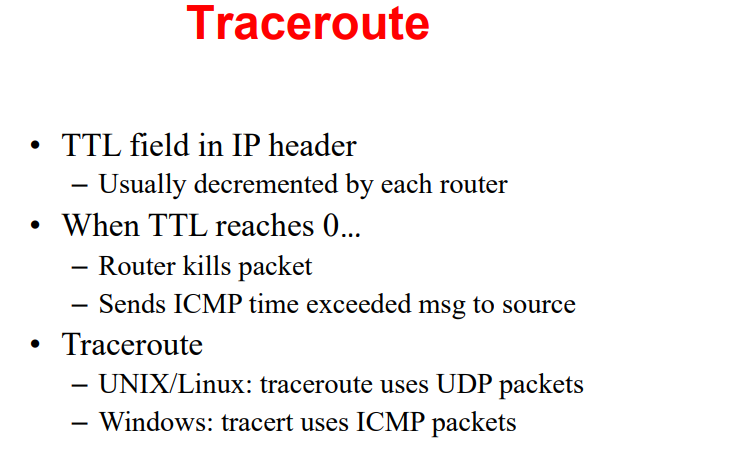 Traceroute
• TTL field in IP header
– Usually decremented by each router
• When TTL reaches 0...
– Router kills packet
– Sends ICMP time exceeded msg to source
• Traceroute
– UNIX/Linux: traceroute uses UDP packets
– Windows: tracert uses ICMP packets